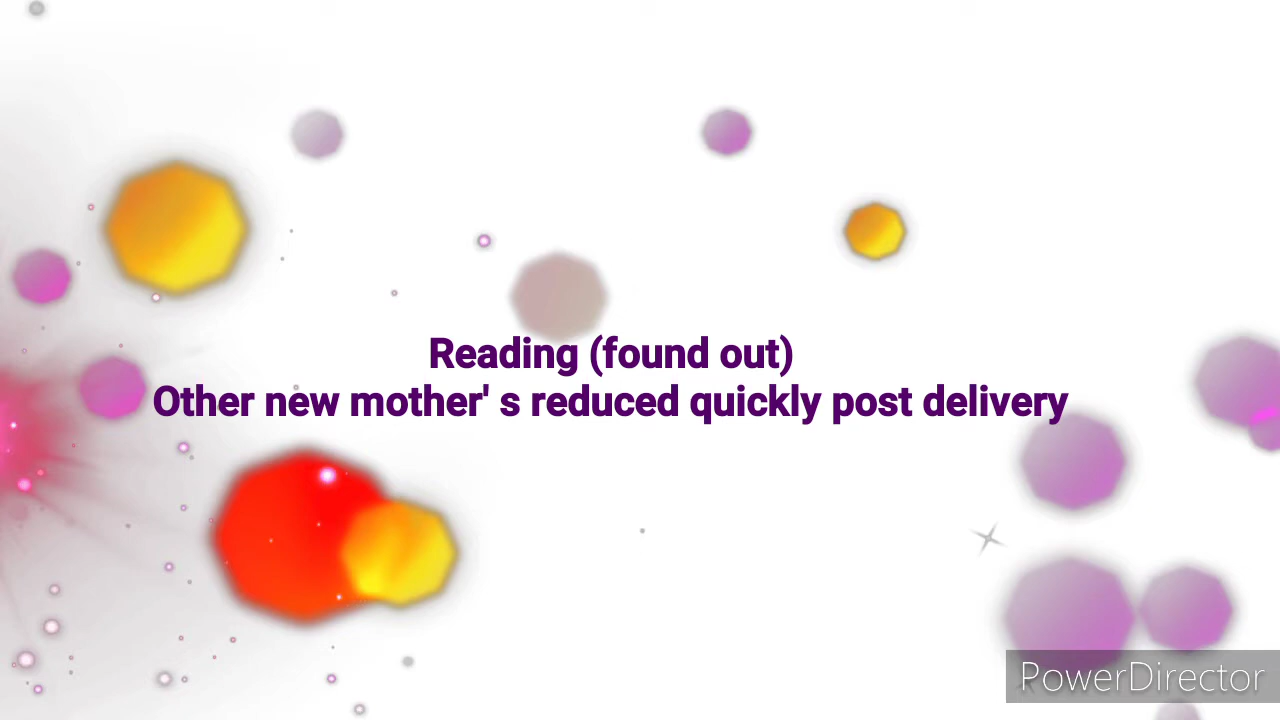 Reading (found out)
Other new mother' s reduced quickly post delivery
PowerDirector